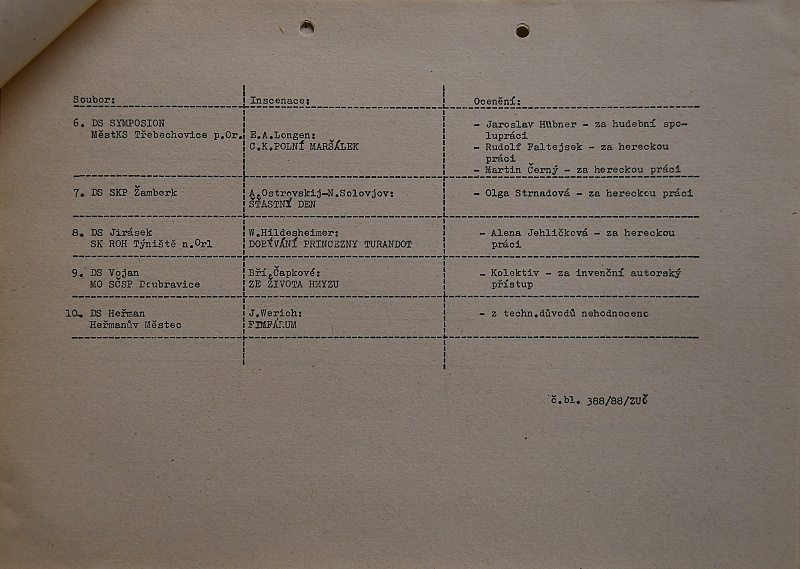 Soubor: Inscenace: Ocenění:
6. DS SYMPOSION - Jaroslav Hübner - za hudební spo-
MěstKS Třebechovice p.Or. E.A.Longen: lupráci
C.K.POLNÍ MARŠÁLEK - Rudolf Faltejsek - za hereckou
práci
- Martin Černý - za hereckou práci
7. DS SKP Žamberk A.Ostrovskij-N.Solovjov: - Olga Strnadová - za hereckou práci
ŠŤASTNÝ DEN
8. DS Jirásek W.Hildesheimer: - Alena Jehličková - za hereckou
SK ROH Týniště n.Orl DOBÝVÁNÍ PRINCEZNY TURANDOT práci
9. DS Vojan Bří.Čapkové: - Kolektiv - za invenční autorský
MO SČSP Doubravice ZE ŽIVOTA HMYZU přístup
10. DS Heřman J.Werich: - z techn.důvodů nehodnoceno
Heřmanův Městec FIMFÁRUM
č.bl. 388/88/ZUČ